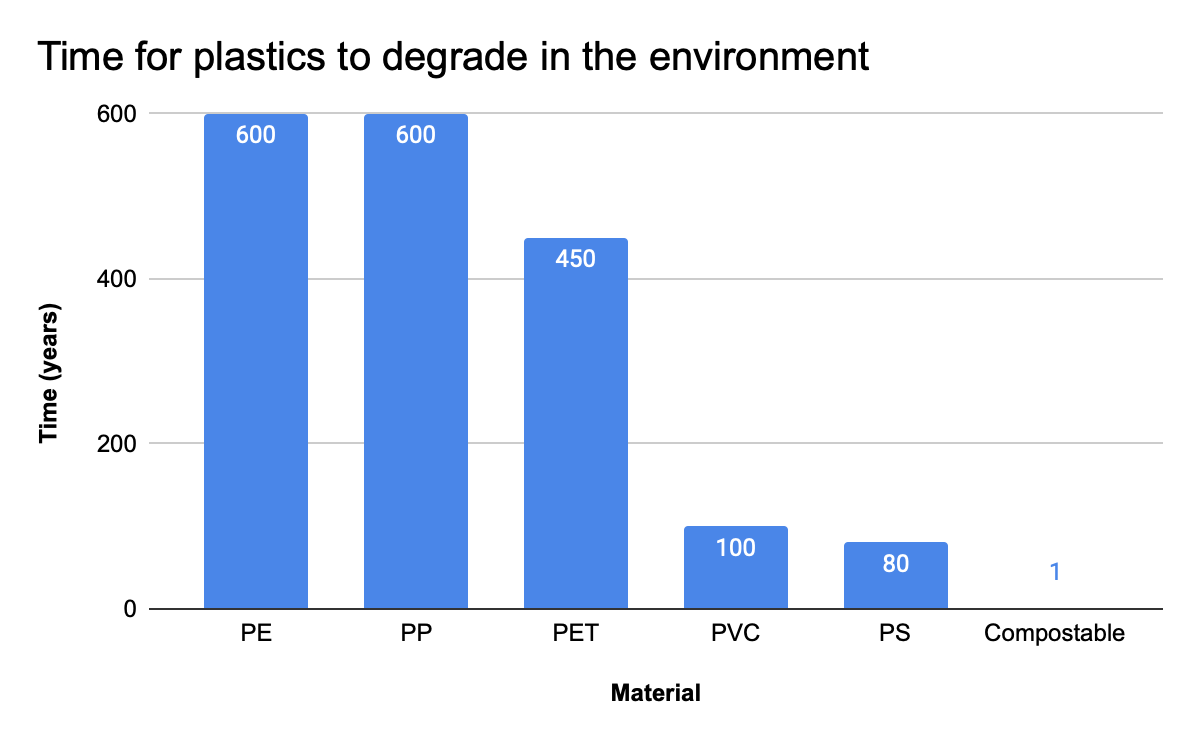 Time for plastics to degrade in the environment
600
400
200
0
Time (years)
600
600
450
100
80
1
PE
PP
PET
PVC
PS
Compostable
Material